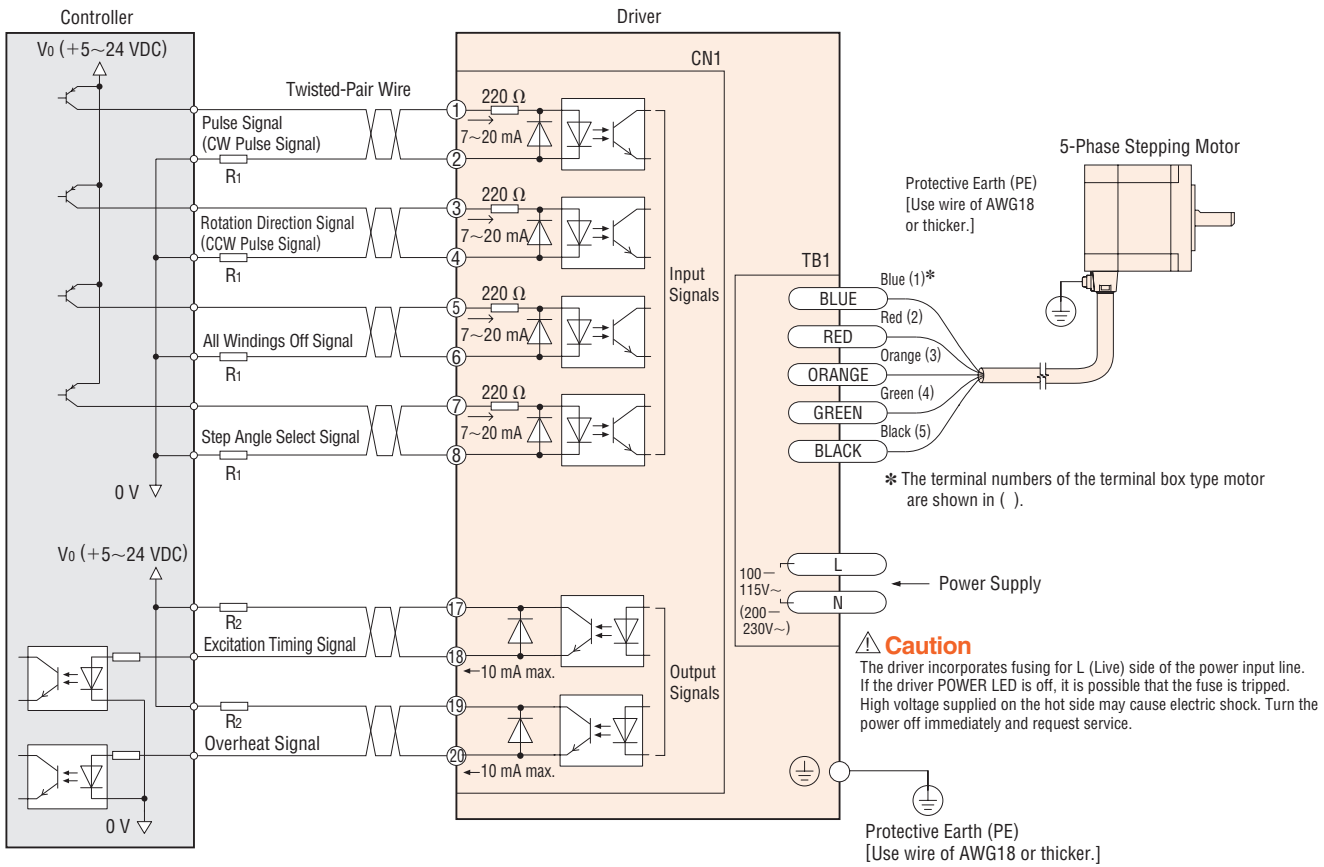 Controller
Driver
V0 (+5~24 VDC)
CN1
Twisted-Pair Wire
1
220 Ω
7~20 mA
Pulse Signal
(CW Pulse Signal)
2
R1
3
220 Ω
7~20 mA
Rotation Direction Signal
(CCW Pulse Signal)
4
R1
Input
Signals
5
220 Ω
7~20 mA
All Windings Off Signal
6
R1
7
220 Ω
7~20 mA
Step Angle Select Signal
8
R1
0 V
5-Phase Stepping Motor
Protective Earth (PE)
[Use wire of AWG18
or thicker.]
TB1
Blue (1)*
BLUE
Red (2)
RED
Orange (3)
ORANGE
Green (4)
GREEN
Black (5)
BLACK
* The terminal numbers of the terminal box type motor
are shown in ( ).
V0 (+5~24 VDC)
17
R2
Excitation Timing Signal
18
10 mA max.
Output
Signals
19
R2
Overheat Signal
20
10 mA max.
0 V
100—
115V~
L
Power Supply
N
(200—
230V~)
⚠ Caution
The driver incorporates fusing for L (Live) side of the power input line.
If the driver POWER LED is off, it is possible that the fuse is tripped.
High voltage supplied on the hot side may cause electric shock. Turn the
power off immediately and request service.
Protective Earth (PE)
[Use wire of AWG18 or thicker.]